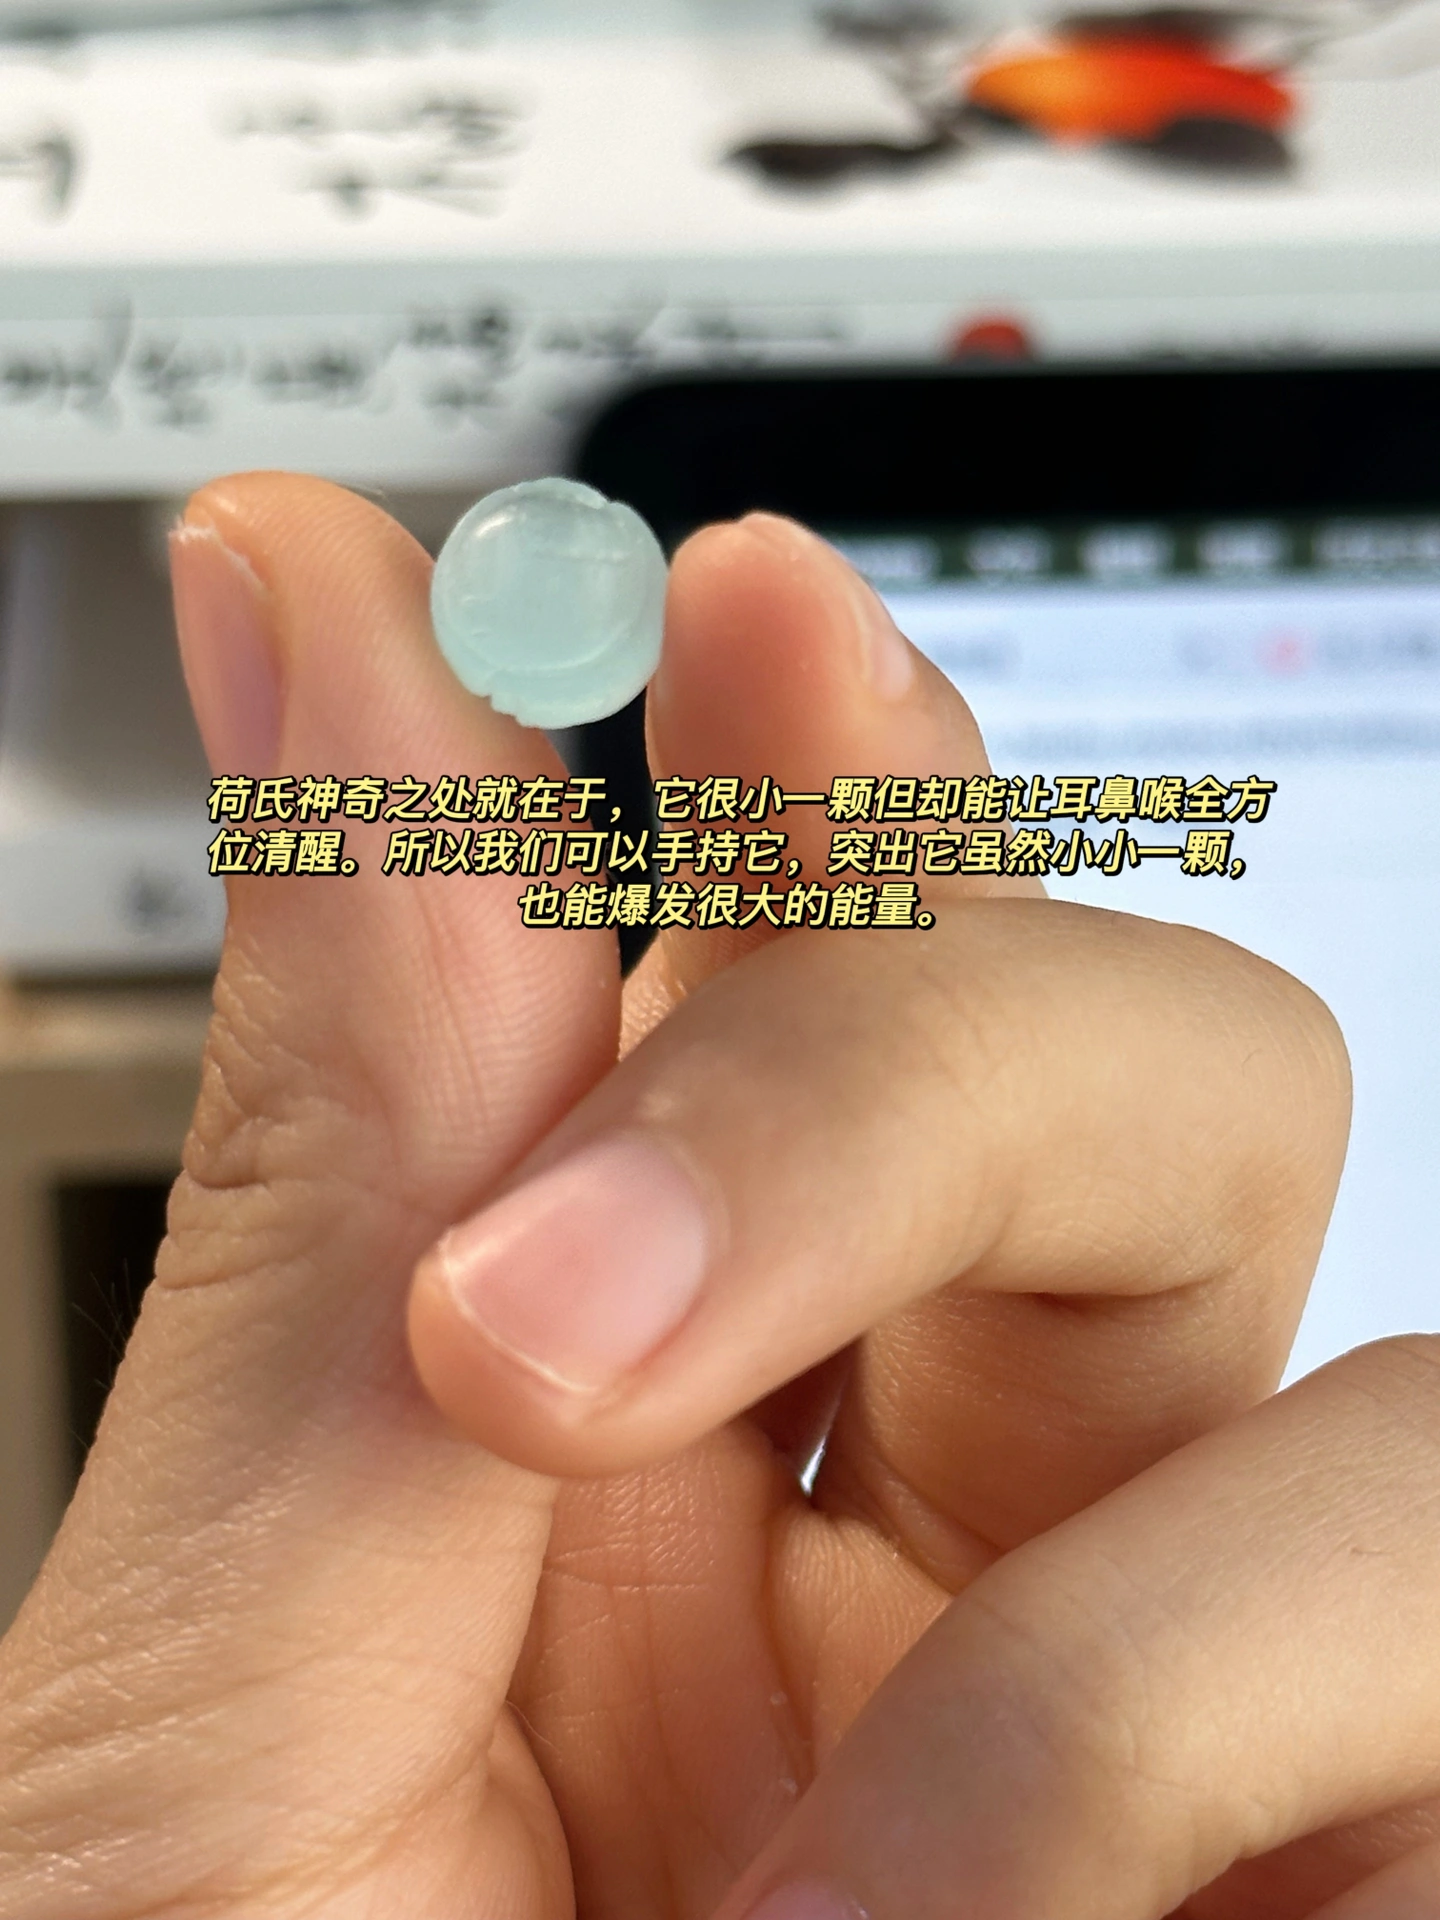 荷氏神奇之处就在于，它很小一颗但却能让耳鼻喉全方
位清醒。所以我们可以手持它，突出它虽然小小一颗，
也能爆发很大的能量。